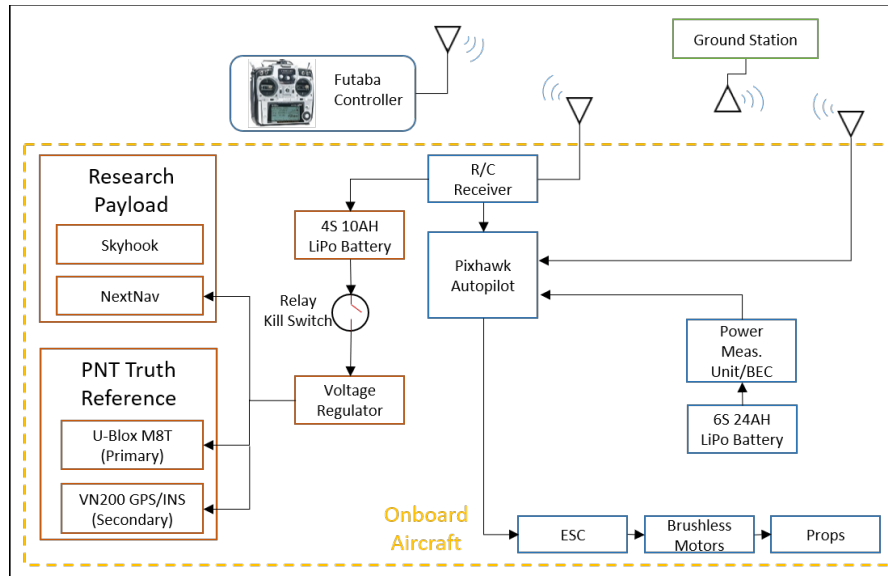 Futaba
Controller
Ground Station
Research
Payload
Skyhook
NextNav
R/C
Receiver
4S 10AH
LiPo Battery
Pixhawk
Autopilot
Relay
Kill Switch
Power
Meas.
Unit/BEC
PNT Truth
Reference
Voltage
Regulator
U-Blox M8T
(Primary)
6S 24AH
LiPo Battery
VN200 GPS/INS
(Secondary)
Onboard
Aircraft
ESC
Brushless
Motors
Props